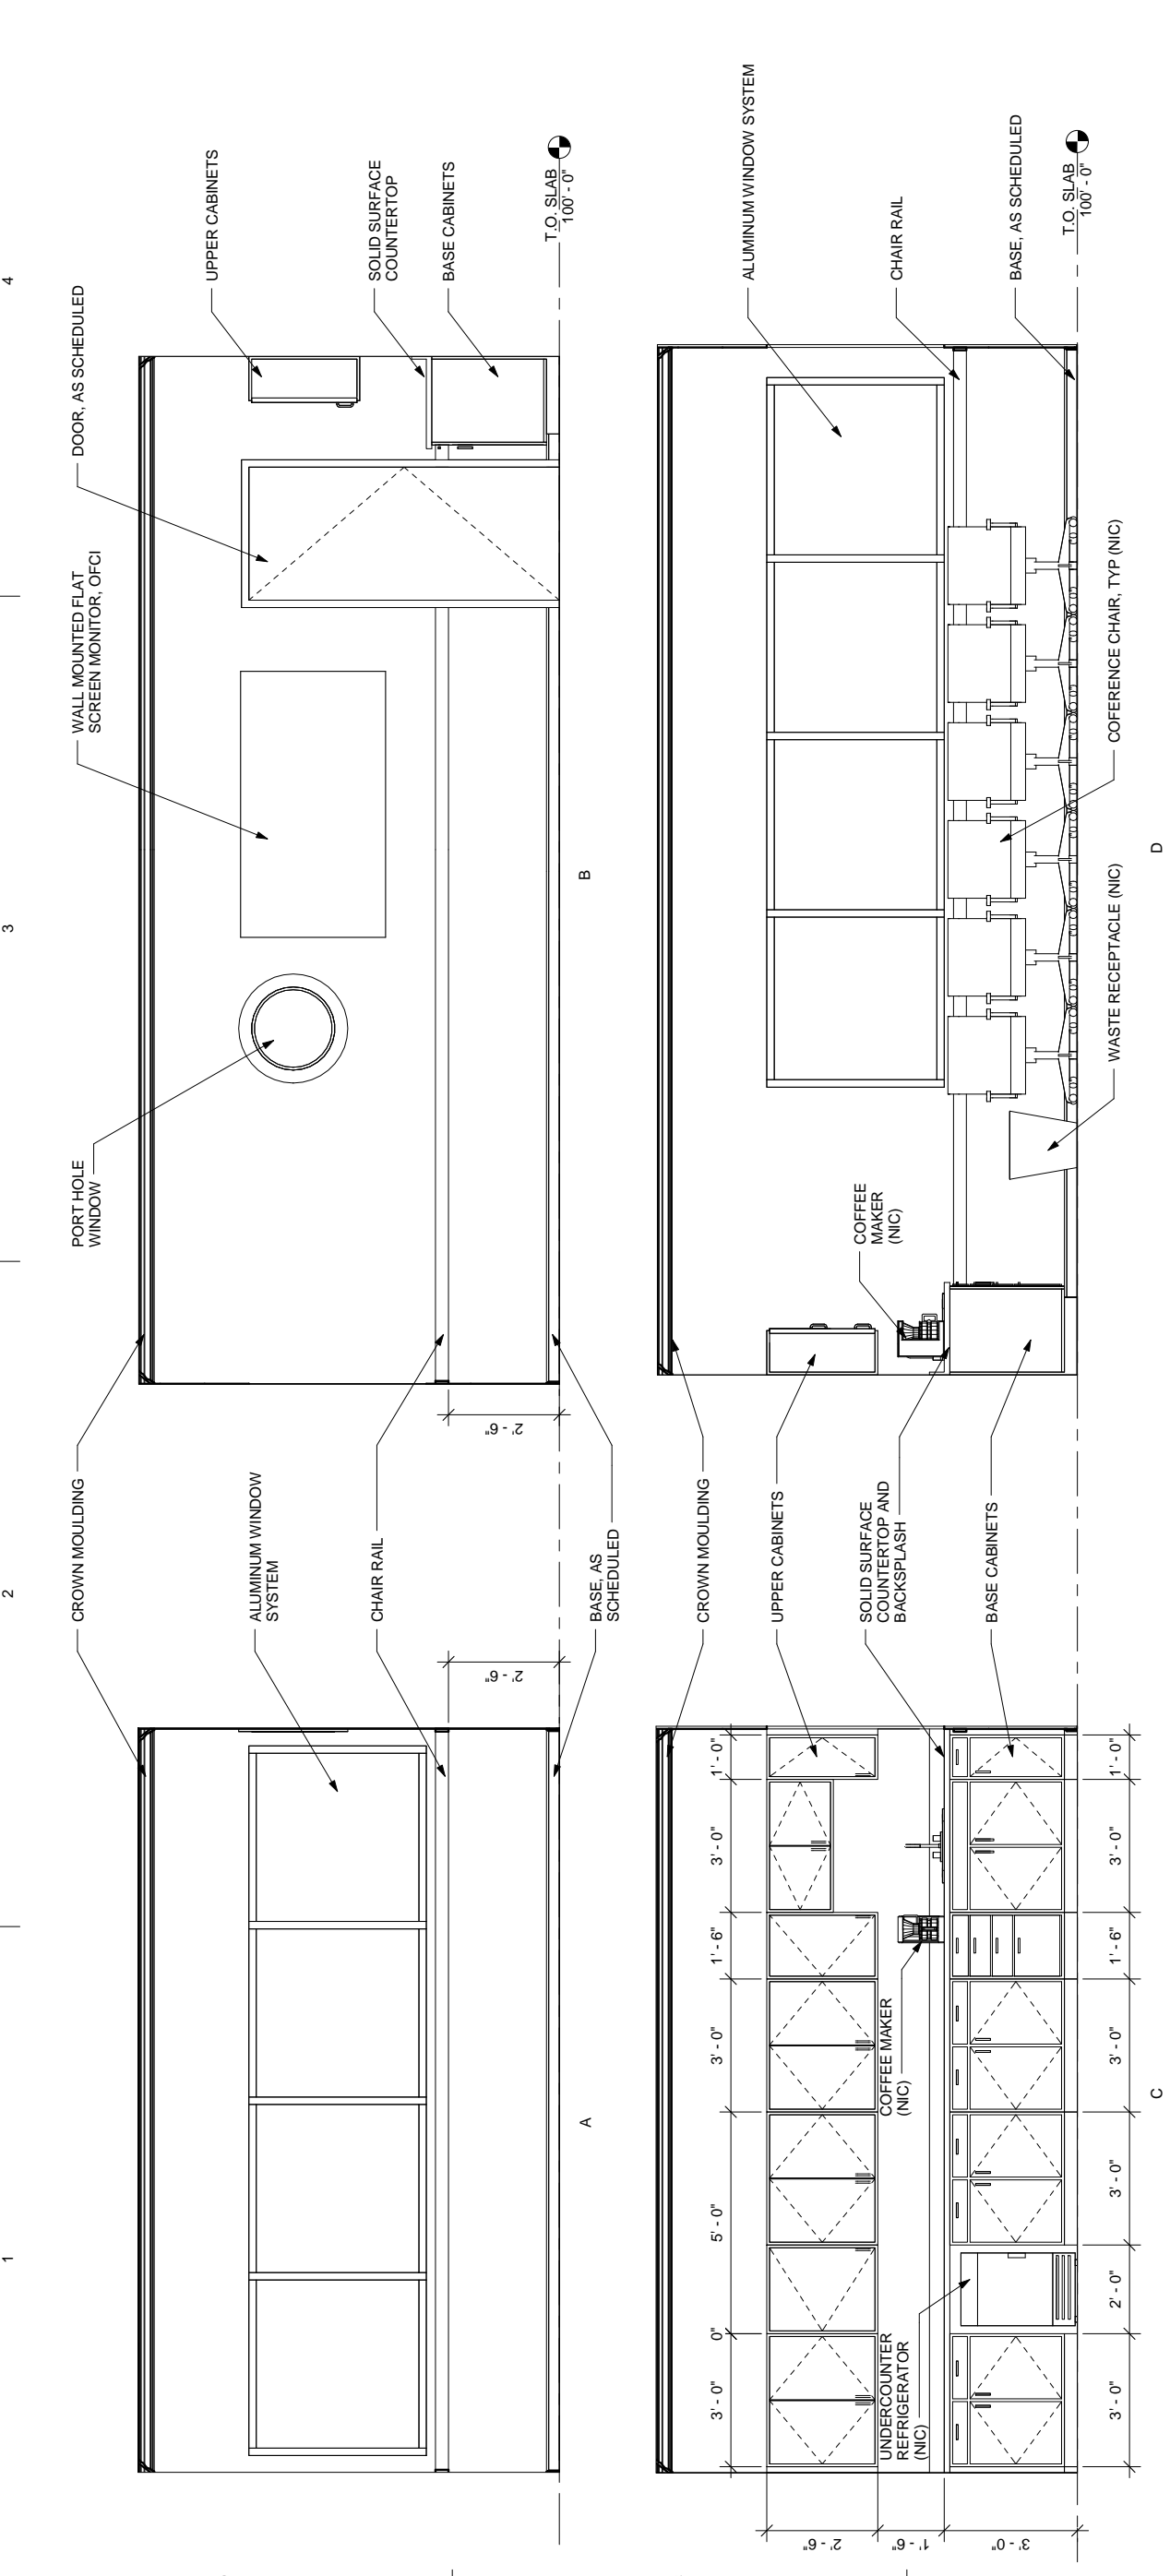 1
2
3
4
CROWN MOULDING
ALUMINUM WINDOW
SYSTEM
CHAIR RAIL
BASE, AS
SCHEDULED
2' - 6"
2' - 6"
A
PORT HOLE
WINDOW
WALL MOUNTED FLAT
SCREEN MONITOR, OFCI
DOOR, AS SCHEDULED
UPPER CABINETS
SOLID SURFACE
COUNTERTOP
BASE CABINETS
T.O. SLAB
100' - 0"
B
3' - 0"
0"
5' - 0"
3' - 0"
1' - 6"
3' - 0"
1' - 0"
2' - 6"
1' - 6"
3' - 0"
UNDERCOUNTER
REFRIGERATOR
(NIC)
COFFEE MAKER
(NIC)
3' - 0"
2' - 0"
3' - 0"
3' - 0"
1' - 6"
3' - 0"
1' - 0"
CROWN MOULDING
UPPER CABINETS
SOLID SURFACE
COUNTERTOP AND
BACKSPLASH
BASE CABINETS
C
COFFEE
MAKER
(NIC)
WASTE RECEPTACLE (NIC)
COFERENCE CHAIR, TYP (NIC)
ALUMINUM WINDOW SYSTEM
CHAIR RAIL
BASE, AS SCHEDULED
T.O. SLAB
100' - 0"
D